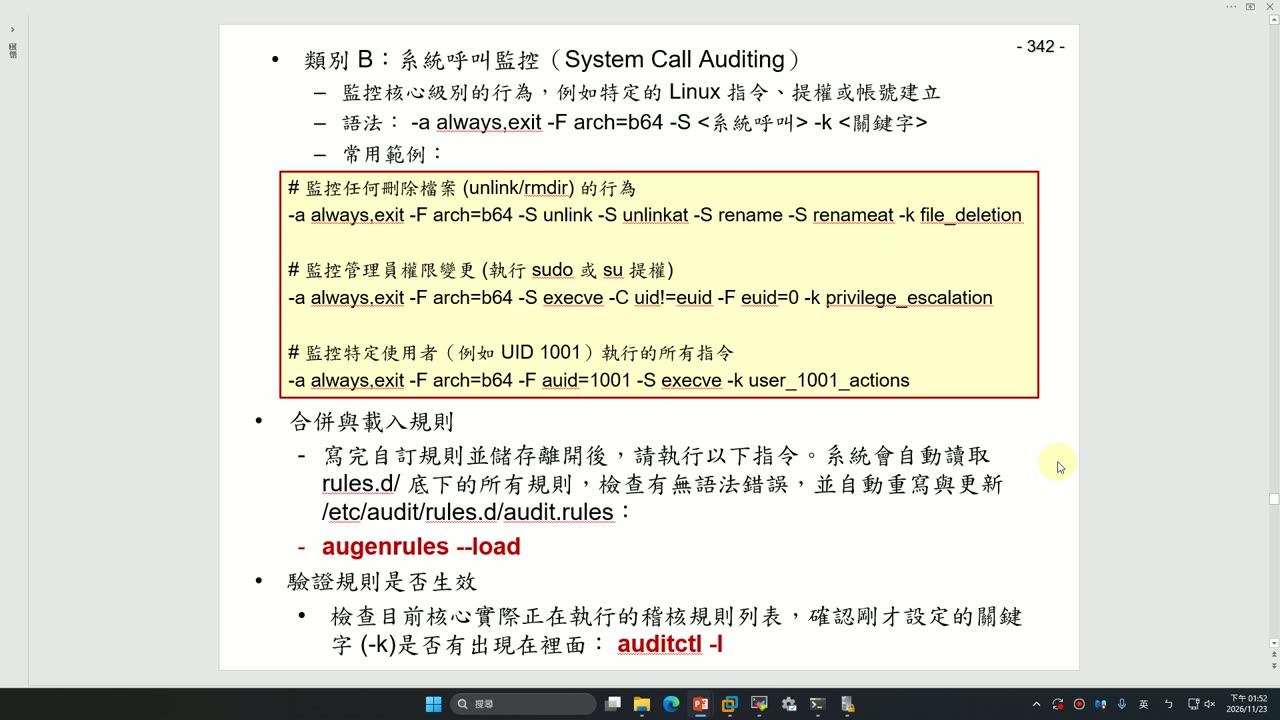 - 342 -
• 類別 B：系統呼叫監控（System Call Auditing）
– 監控核心級別的行為，例如特定的 Linux 指令、提權或帳號建立
– 語法： -a always,exit -F arch=b64 -S <系統呼叫> -k <關鍵字>
– 常用範例：
# 監控任何刪除檔案 (unlink/rmdir) 的行為
-a always,exit -F arch=b64 -S unlink -S unlinkat -S rename -S renameat -k file_deletion
# 監控管理員權限變更 (執行 sudo 或 su 提權)
-a always,exit -F arch=b64 -S execve -C uid!=euid -F euid=0 -k privilege_escalation
# 監控特定使用者（例如 UID 1001）執行的所有指令
-a always,exit -F arch=b64 -F auid=1001 -S execve -k user_1001_actions
• 合併與載入規則
- 寫完自訂規則並儲存離開後，請執行以下指令。系統會自動讀取
rules.d/ 底下的所有規則，檢查有無語法錯誤，並自動重寫與更新
/etc/audit/rules.d/audit.rules：
- augenrules --load
• 驗證規則是否生效
• 檢查目前核心實際正在執行的稽核規則列表，確認剛才設定的關鍵
字 (-k)是否有出現在裡面： auditctl -l
搜尋
英
ㄅ
下午 01:52
2026/11/23